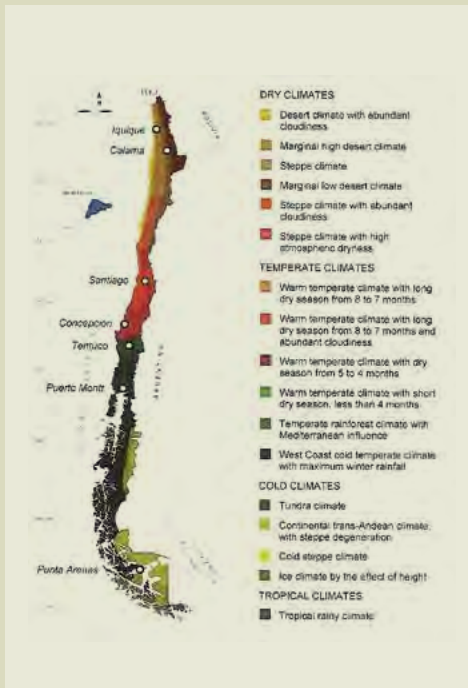 Iquique
Calama
Santiago
Concepción
Temuco
Puerto Montt
Punta Arenas
DRY CLIMATES
Desert climate with abundant
cloudiness
Marginal high desert climate
Steppe climate
Marginal low desert climate
Steppe climate with abundant
cloudiness
Steppe climate with high
atmospheric dryness
TEMPERATE CLIMATES
Warm temperate climate with long
dry season from 8 to 7 months
Warm temperate climate with long
dry season from 8 to 7 months and
abundant cloudiness
Warm temperate climate with dry
season from 5 to 4 months
Warm temperate climate with short
dry season, less than 4 months
Temperate rainforest climate with
Mediterranean influence
West Coast cold temperate climate
with maximum winter rainfall
COLD CLIMATES
Tundra climate
Continental trans-Andean climate,
with steppe degeneration
Cold steppe climate
Ice climate by the effect of height
TROPICAL CLIMATES
Tropical rainy climate